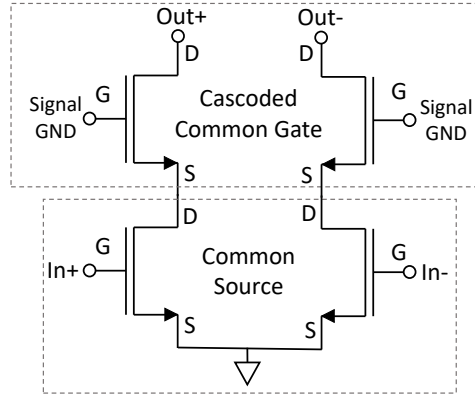 Out+
Out-
D
D
G
G
Signal
GND
Cascoded
Common Gate
Signal
GND
S
S
D
D
G
G
In+
Common
Source
In-
S
S